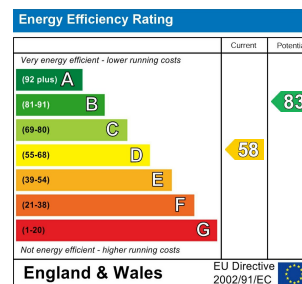 Energy Efficiency Rating
Current
Very energy efficient - lower running costs
(92 plus) A
(81-91) B
83
(69-80) C
(55-68) D
58
(39-54) E
(21-38) F
(1-20) G
Not energy efficient - higher running costs
England & Wales
EU Directive
2002/91/EC